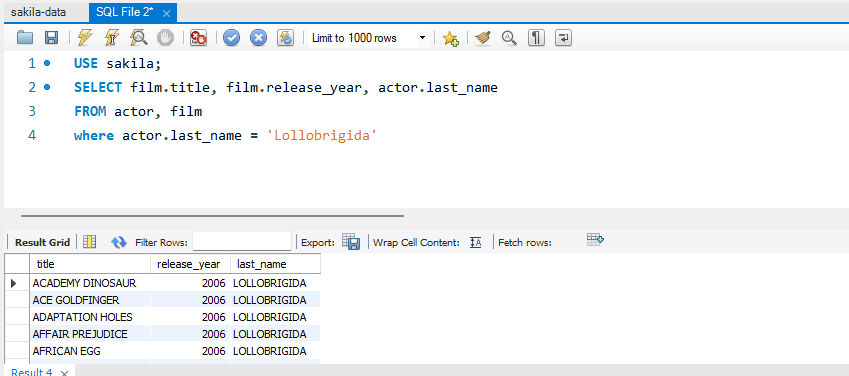 sakila-data SQL File 2*
Limit to 1000 rows
1 USE sakila;
2 SELECT film.title, film.release_year, actor.last_name
3 FROM actor, film
4 where actor.last_name = 'Lollobrigida'
Result Grid Filter Rows: Export: Wrap Cell Content: Fetch rows:
title release_year last_name
ACADEMY DINOSAUR 2006 LOLLOBRIGIDA
ACE GOLDFINGER 2006 LOLLOBRIGIDA
ADAPTATION HOLES 2006 LOLLOBRIGIDA
AFFAIR PREJUDICE 2006 LOLLOBRIGIDA
AFRICAN EGG 2006 LOLLOBRIGIDA
Result 4